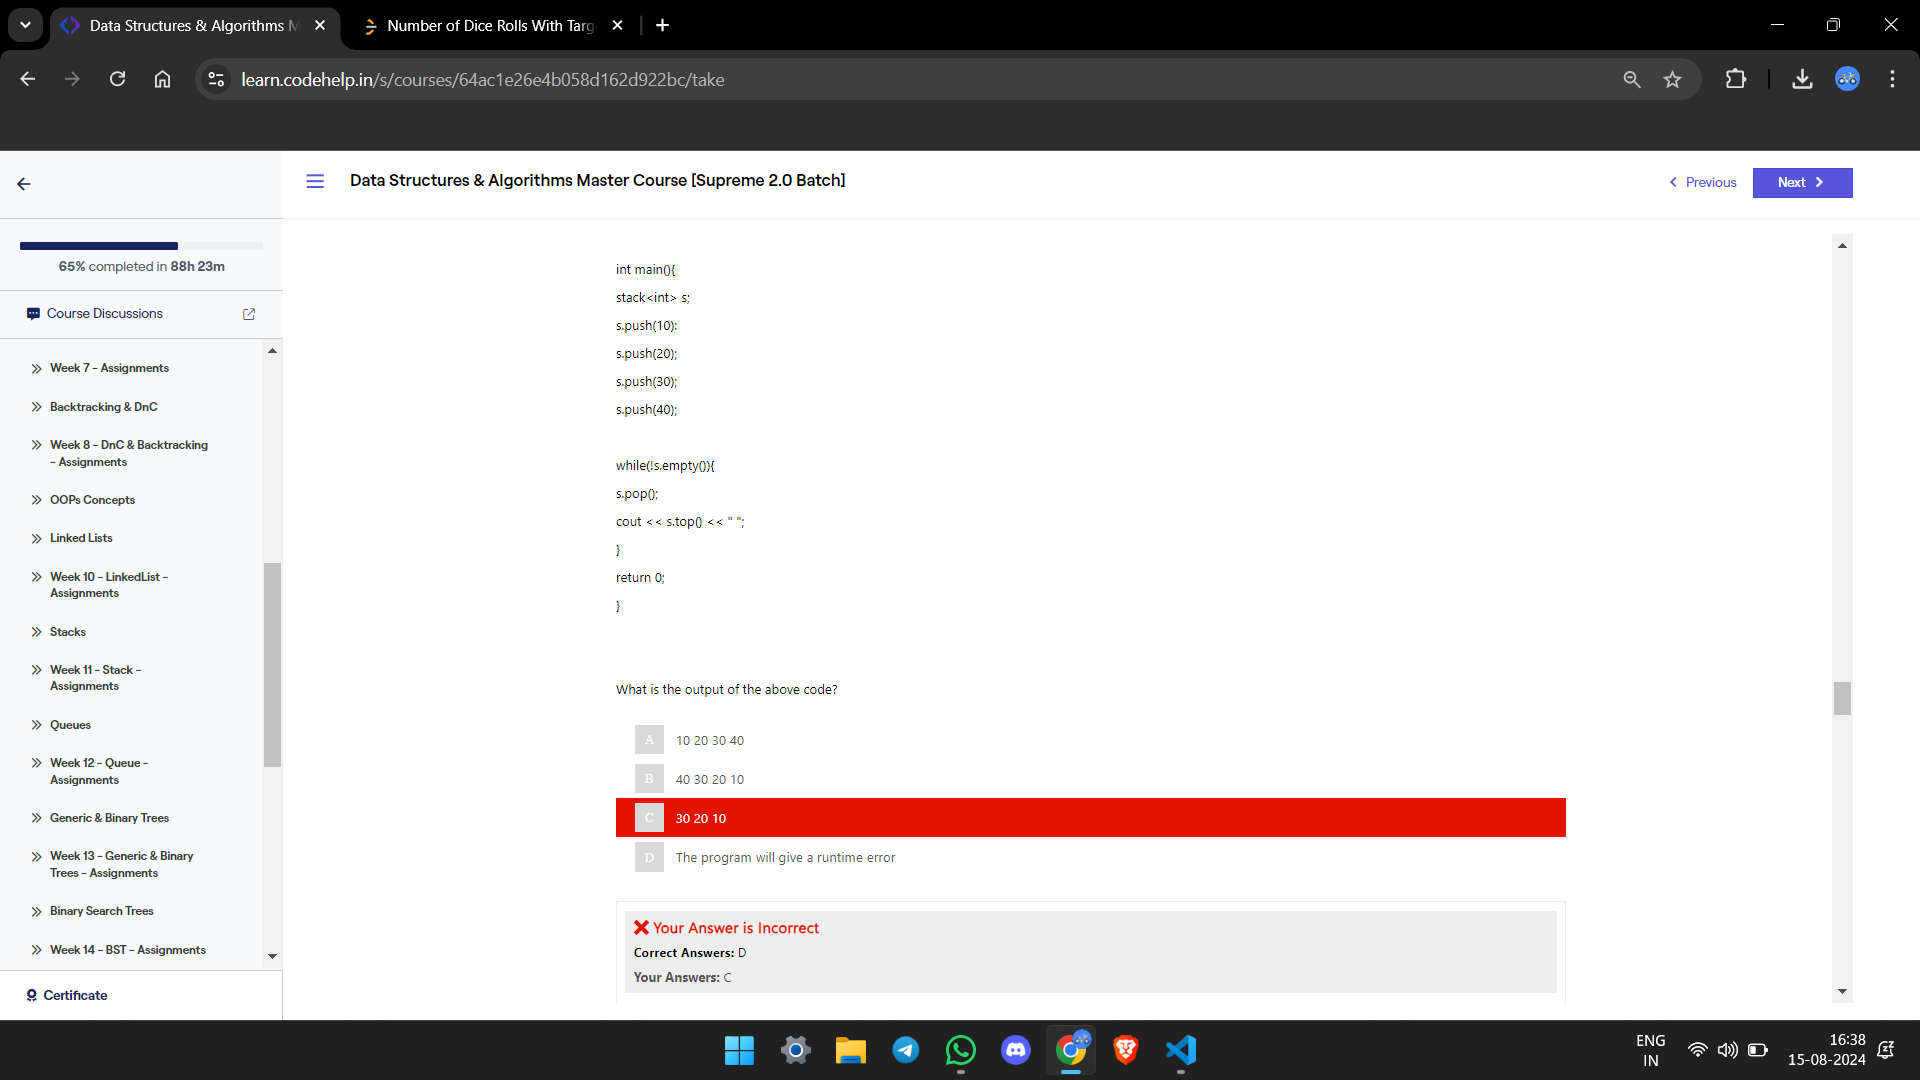 Data Structures & Algorithms M
Number of Dice Rolls With Targ
learn.codehelp.in/s/courses/64ac1e26e4b058d162d922bc/take
Data Structures & Algorithms Master Course [Supreme 2.0 Batch]
Previous
Next
65% completed in 88h 23m
Course Discussions
Week 7 - Assignments
Backtracking & DnC
Week 8 - DnC & Backtracking
- Assignments
OOPs Concepts
Linked Lists
Week 10 - LinkedList -
Assignments
Stacks
Week 11 - Stack -
Assignments
Queues
Week 12 - Queue -
Assignments
Generic & Binary Trees
Week 13 - Generic & Binary
Trees - Assignments
Binary Search Trees
Week 14 - BST - Assignments
Certificate
int main(){
stack<int> s;
s.push(10):
s.push(20);
s.push(30);
s.push(40);
while(!s.empty()){
s.pop();
cout << s.top() << " ";
}
return 0;
}
What is the output of the above code?
A 10 20 30 40
B 40 30 20 10
C 30 20 10
D The program will give a runtime error
Your Answer is Incorrect
Correct Answers: D
Your Answers: C
ENG
IN
16:38
15-08-2024